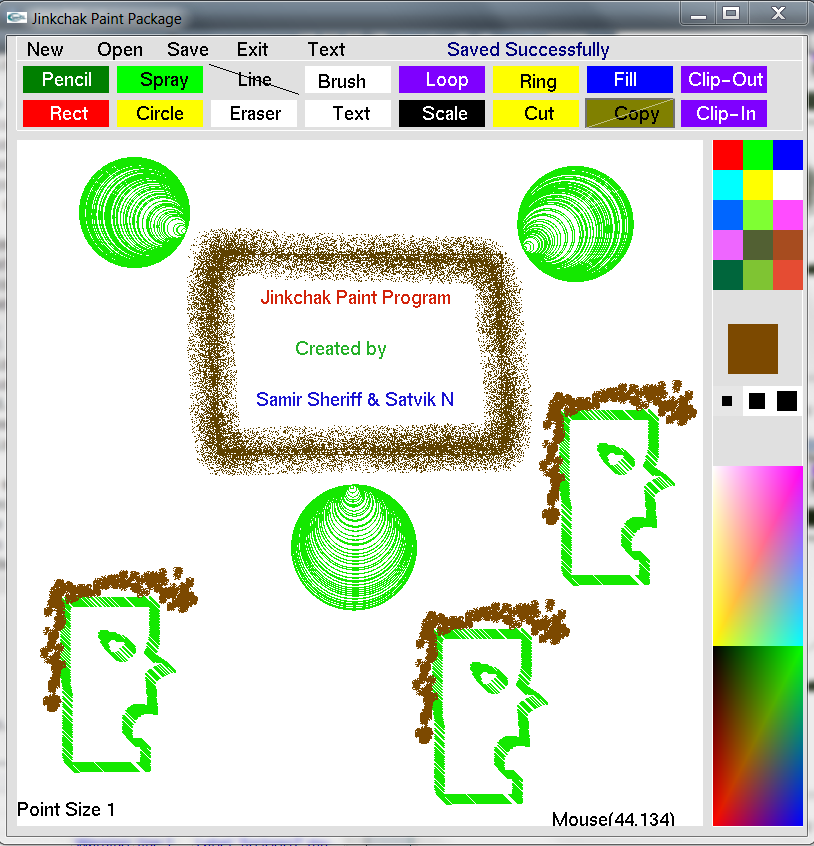 Jinkchak Paint Package
New Open Save Exit Text Saved Successfully
Pencil Spray Line Brush Loop Ring Fill Clip-Out
Rect Circle Eraser Text Scale Cut Copy Clip-In
Jinkchak Paint Program
Created by
Samir Sheriff & Satvik N
Point Size 1
Mouse(44,134)